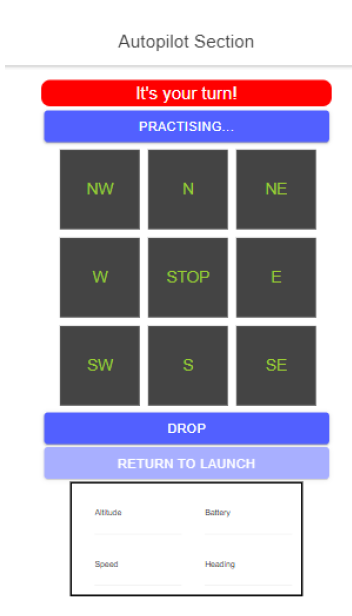 Autopilot Section
It's your turn!
PRACTISING...
NW N NE
W STOP E
SW S SE
DROP
RETURN TO LAUNCH
Altitude Battery
Speed Heading